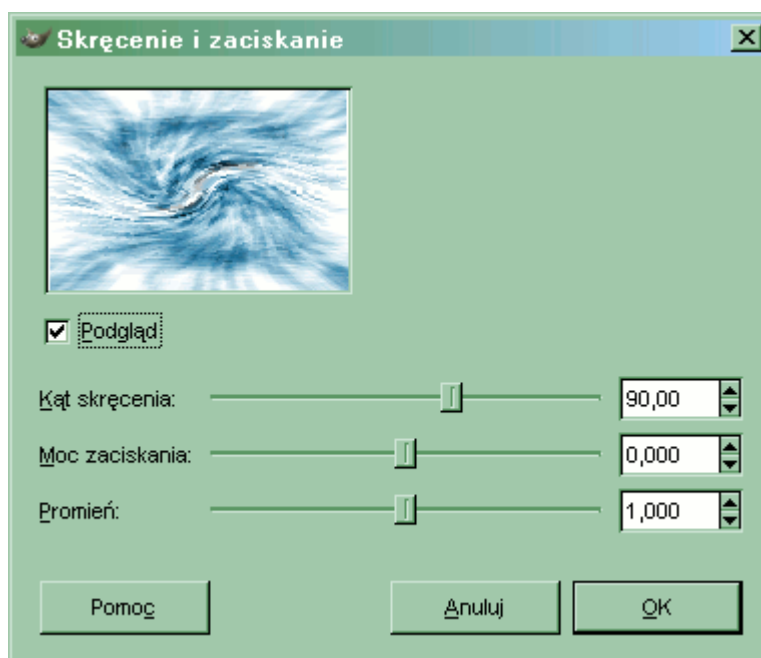 Skręcenie i zaciskanie
Podgląd
Kąt skręcenia: 90,00
Moc zaciskania: 0,000
Promień: 1,000
Pomoc Anuluj OK